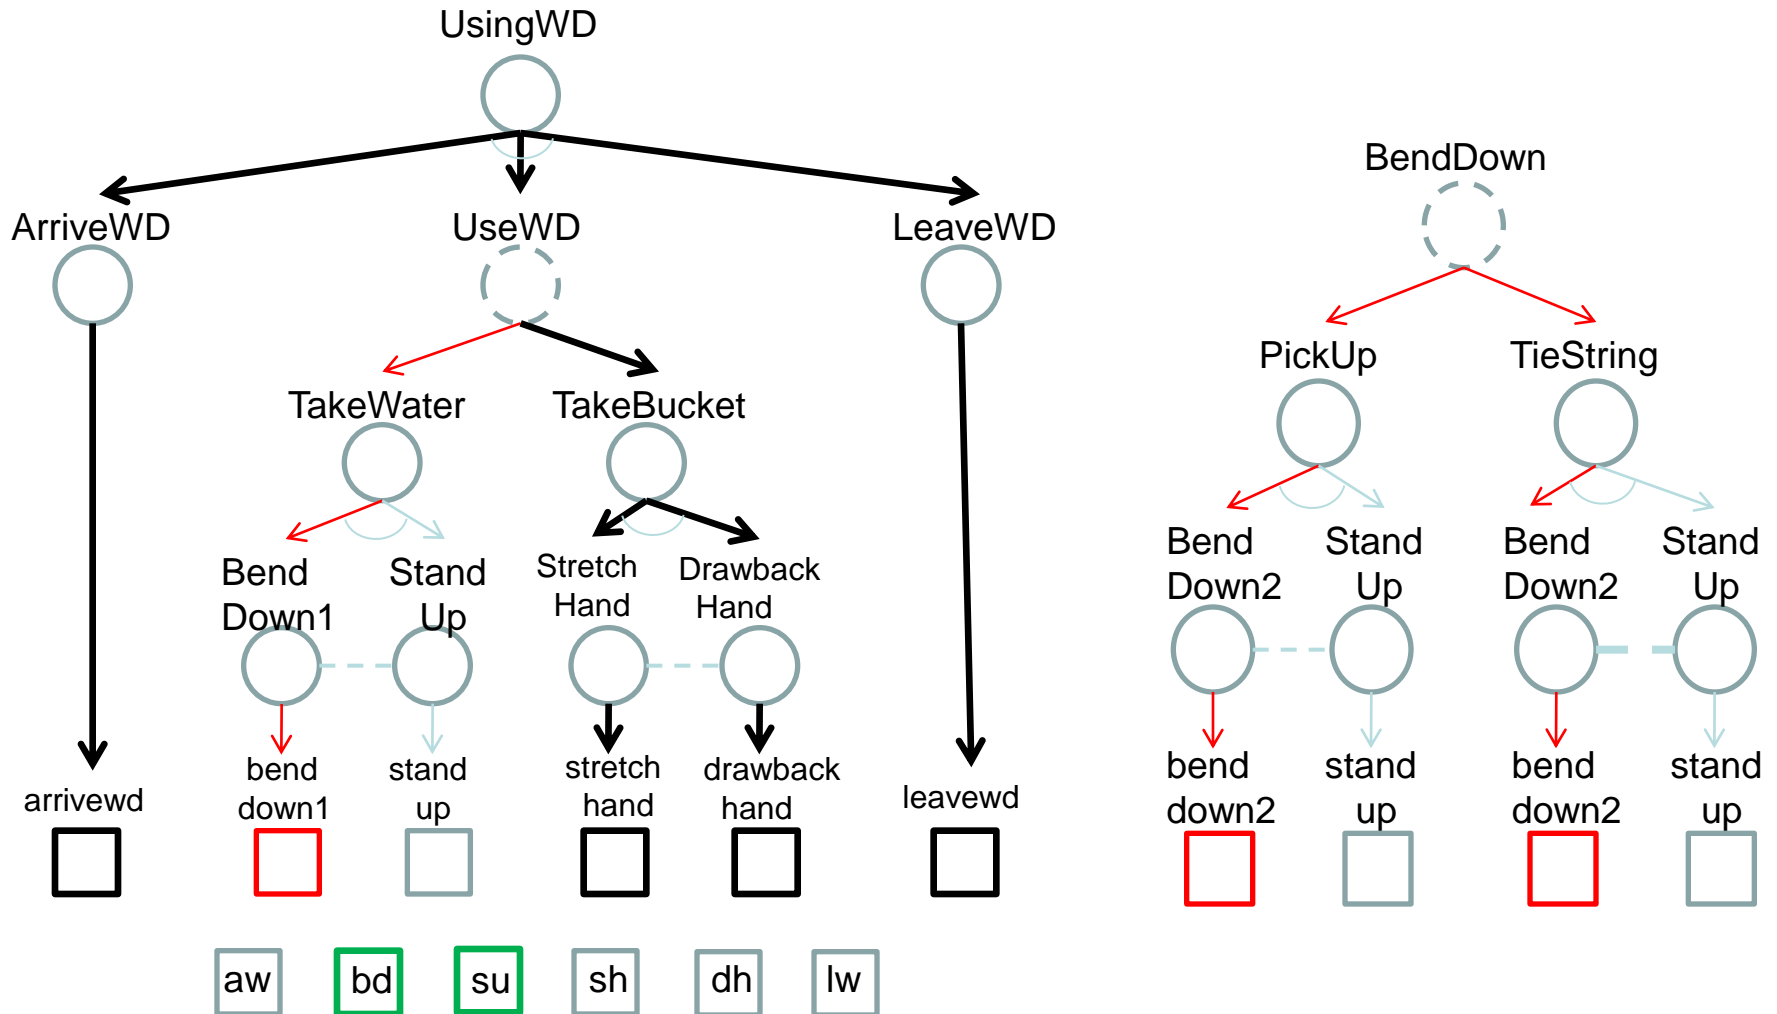 UsingWD
BendDown
ArriveWD
UseWD
LeaveWD
PickUp
TieString
TakeWater
TakeBucket
Bend
Down1
Stand
Up
Stretch
Hand
Drawback
Hand
Bend
Down2
Stand
Up
Bend
Down2
Stand
Up
arrivewd
bend
down1
stand
up
stretch
hand
drawback
hand
leavewd
bend
down2
stand
up
bend
down2
stand
up
aw
bd
su
sh
dh
lw